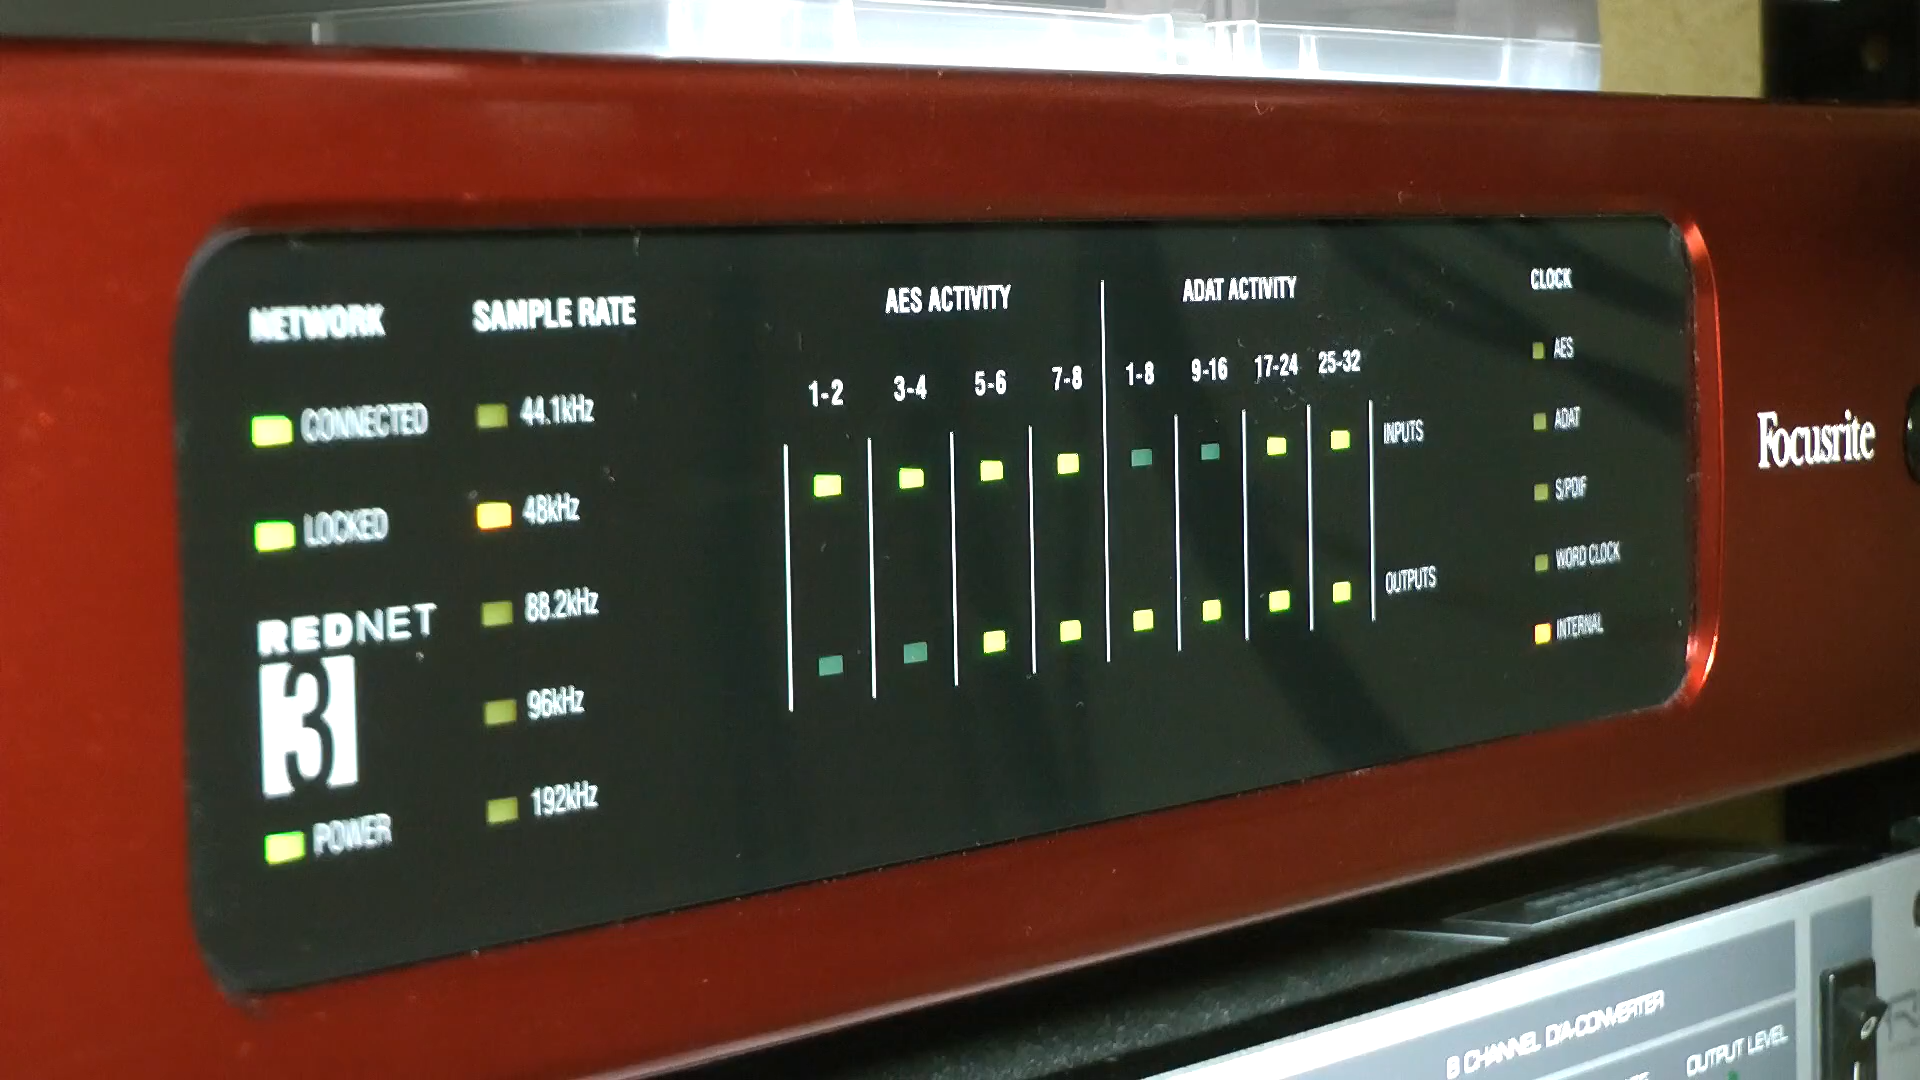 NETWORK
CONNECTED
LOCKED
REDNET
3
POWER
SAMPLE RATE
44.1kHz
48kHz
88.2kHz
96kHz
192kHz
AES ACTIVITY
1-2 3-4 5-6 7-8
ADAT ACTIVITY
1-8 9-16 17-24 25-32
INPUTS
OUTPUTS
CLOCK
AES
ADAT
S/PDIF
WORD CLOCK
INTERNAL
Focusrite
8 CHANNEL D/A-CONVERTER
OUTPUT LEVEL